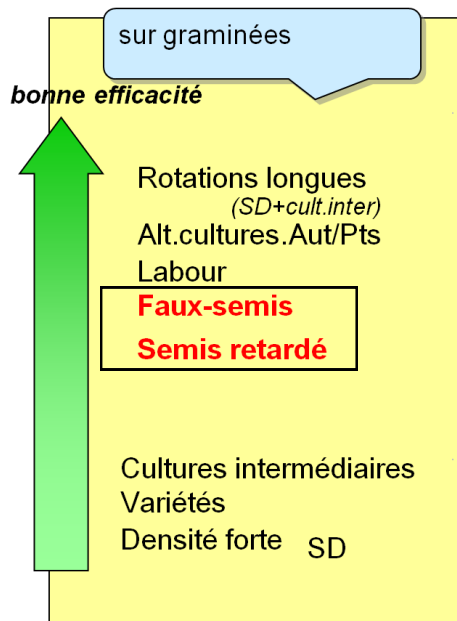 sur graminées
bonne efficacité
Rotations longues
(SD+cult.inter)
Alt.cultures.Aut/Pts
Labour
Faux-semis
Semis retardé
Cultures intermédiaires
Variétés
Densité forte SD